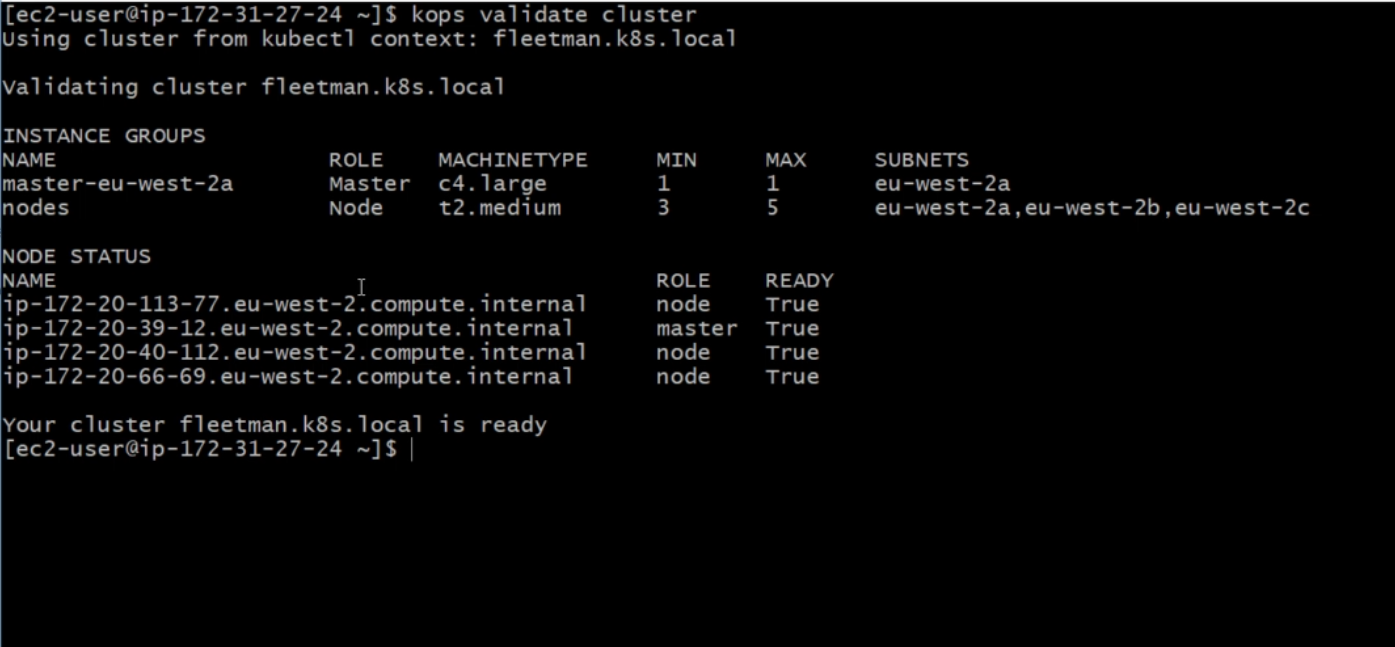 [ec2-user@ip-172-31-27-24 ~]$ kops validate cluster
Using cluster from kubectl context: fleetman.k8s.local
Validating cluster fleetman.k8s.local
INSTANCE GROUPS
NAME ROLE MACHINETYPE MIN MAX SUBNETS
master-eu-west-2a Master c4.large 1 1 eu-west-2a
nodes Node t2.medium 3 5 eu-west-2a,eu-west-2b,eu-west-2c
NODE STATUS
NAME ROLE READY
ip-172-20-113-77.eu-west-2.compute.internal node True
ip-172-20-39-12.eu-west-2.compute.internal master True
ip-172-20-40-112.eu-west-2.compute.internal node True
ip-172-20-66-69.eu-west-2.compute.internal node True
Your cluster fleetman.k8s.local is ready
[ec2-user@ip-172-31-27-24 ~]$